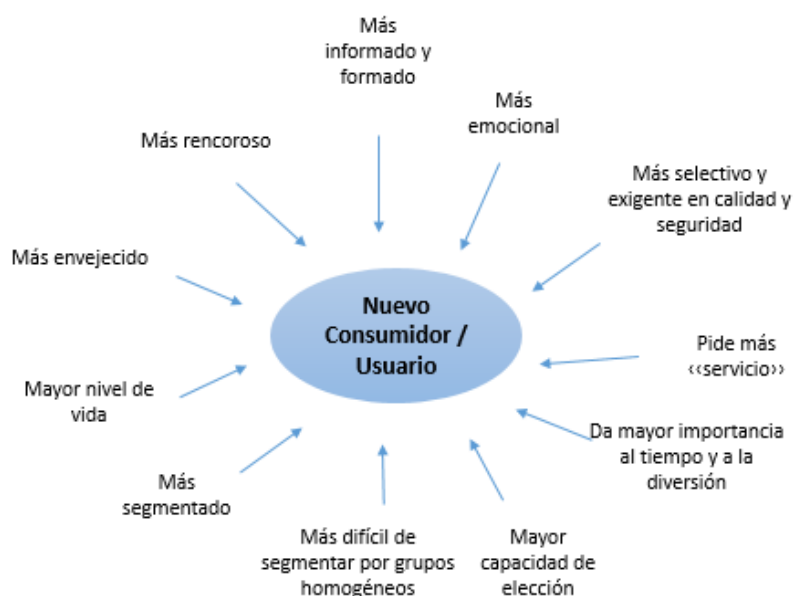 Más
informado y
formado
Más
emocional
Más rencoroso
Más selectivo y
exigente en calidad y
seguridad
Más envejecido
Nuevo
Consumidor /
Usuario
Pide más
‹‹servicio››
Mayor nivel de
vida
Da mayor importancia
al tiempo y a la
diversión
Más
segmentado
Más difícil de
segmentar por grupos
homogéneos
Mayor
capacidad de
elección